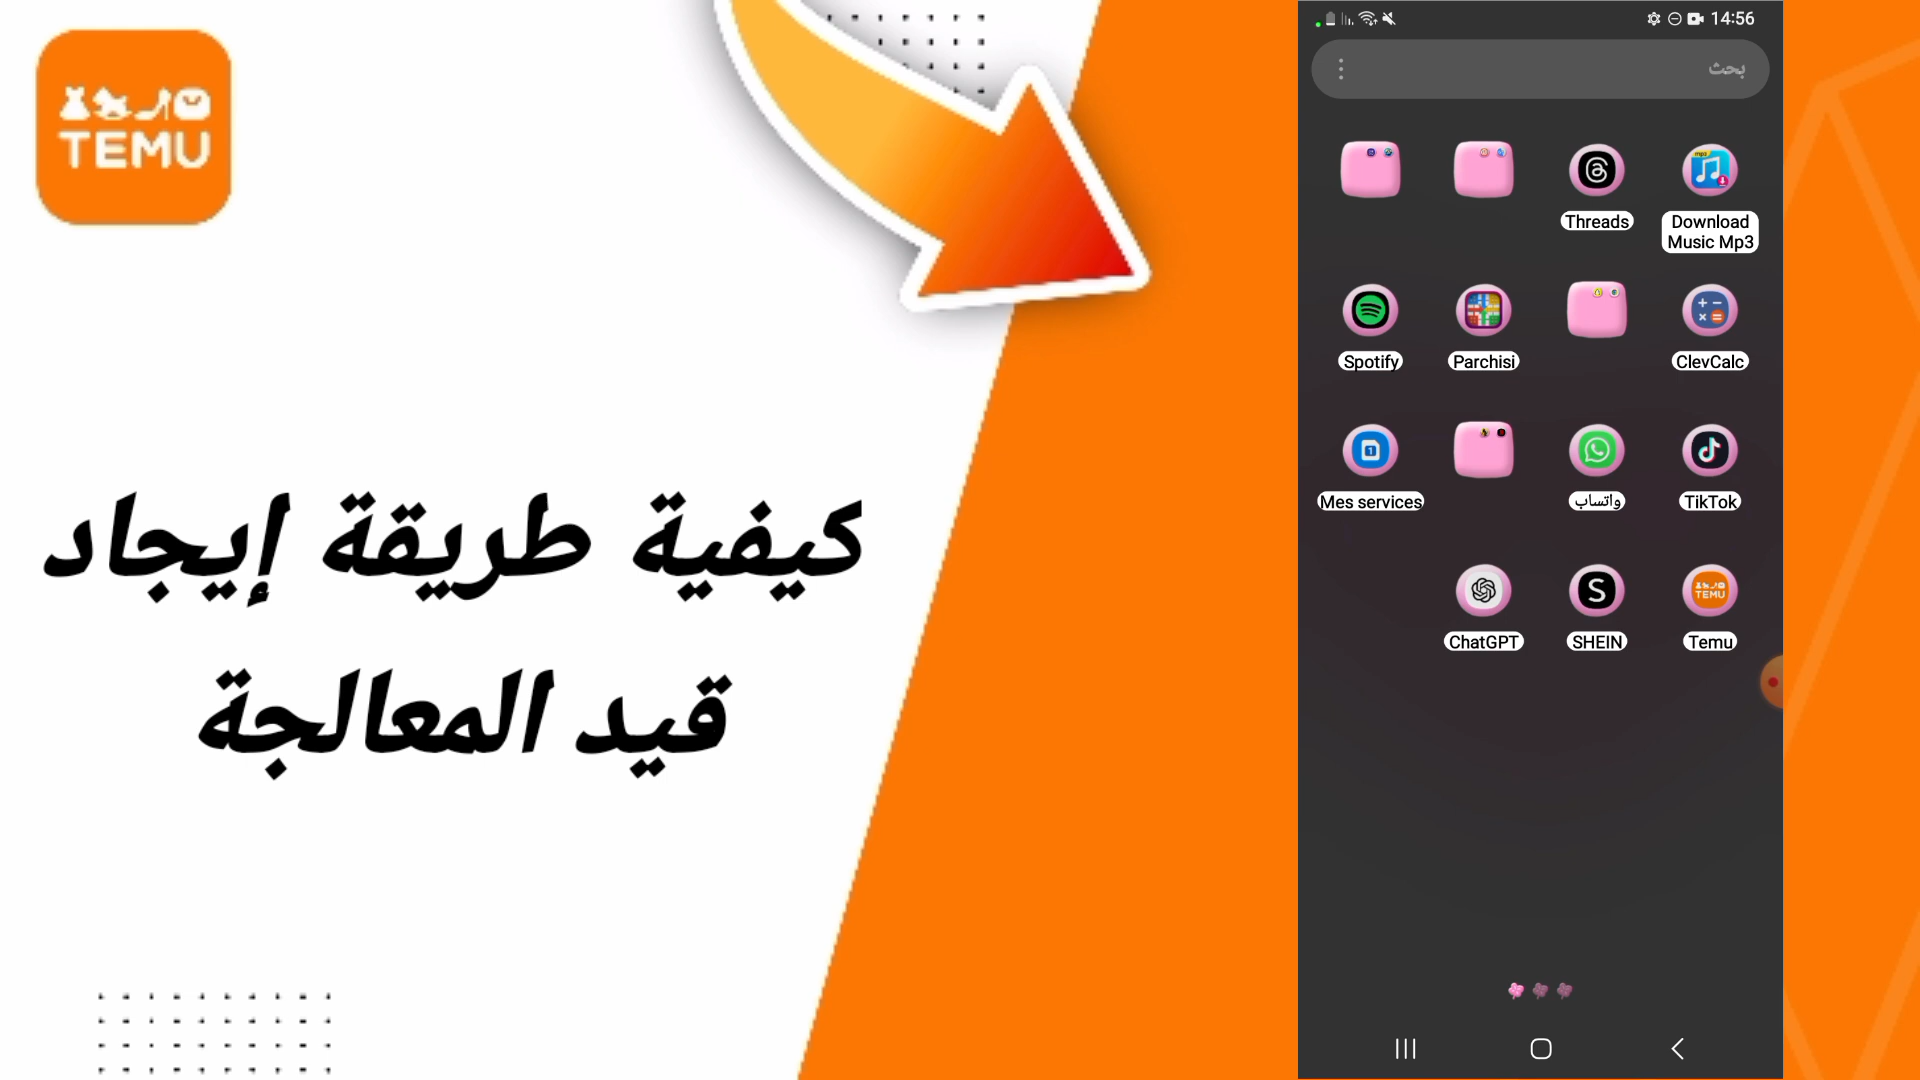 TEMU
كيفية طريقة إيجاد
قيد المعالجة
14:56
بحث
Threads
Download
Music Mp3
Spotify
Parchisi
ClevCalc
Mes services
واتساب
TikTok
ChatGPT
SHEIN
TEMU
Temu